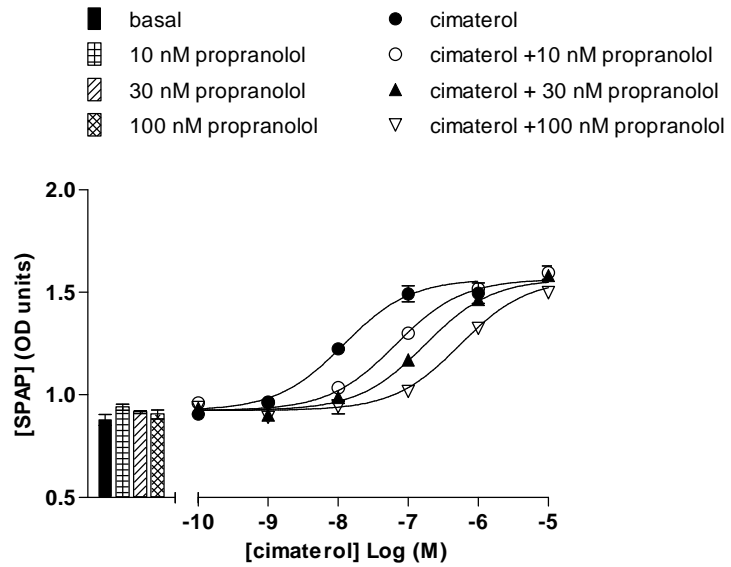 basal
10 nM propranolol
30 nM propranolol
100 nM propranolol
cimaterol
cimaterol +10 nM propranolol
cimaterol + 30 nM propranolol
cimaterol +100 nM propranolol
[SPAP] (OD units)
2.0
1.5
1.0
0.5
-10 -9 -8 -7 -6 -5
[cimaterol] Log (M)